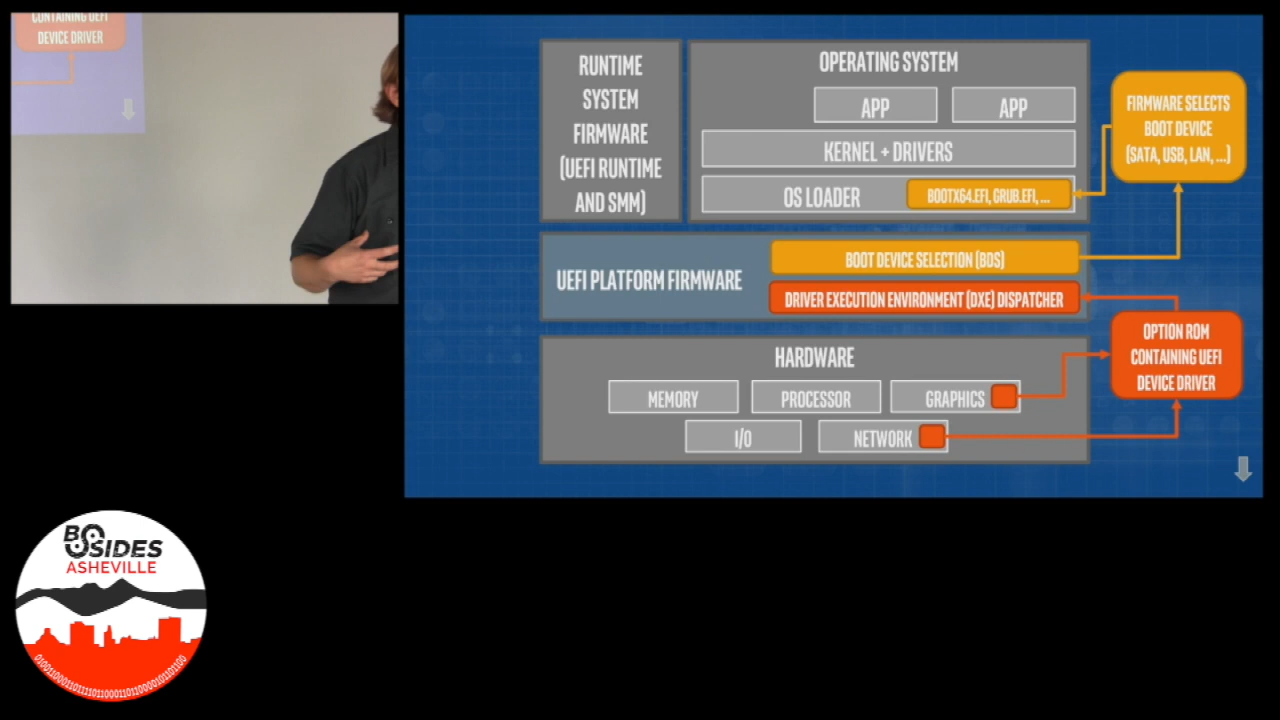 CONTAINING UEFI
DEVICE DRIVER
RUNTIME
SYSTEM
FIRMWARE
(UEFI RUNTIME
AND SMM)
OPERATING SYSTEM
APP
APP
KERNEL + DRIVERS
OS LOADER
BOOTX64.EFI, GRUB.EFI, ...
FIRMWARE SELECTS
BOOT DEVICE
(SATA, USB, LAN, ...)
UEFI PLATFORM FIRMWARE
BOOT DEVICE SELECTION (BDS)
DRIVER EXECUTION ENVIRONMENT (DXE) DISPATCHER
OPTION ROM
CONTAINING UEFI
DEVICE DRIVER
HARDWARE
MEMORY
PROCESSOR
GRAPHICS
I/O
NETWORK
BSIDES
ASHEVILLE